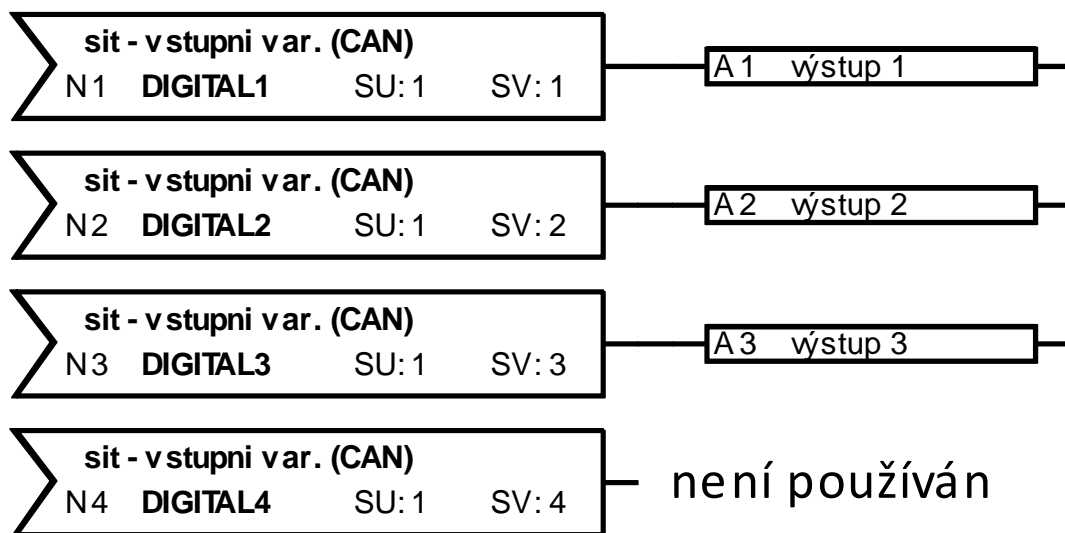 sit - vstupni var. (CAN)
N1 DIGITAL1 SU: 1 SV: 1
A1 výstup 1
sit - vstupni var. (CAN)
N2 DIGITAL2 SU: 1 SV: 2
A2 výstup 2
sit - vstupni var. (CAN)
N3 DIGITAL3 SU: 1 SV: 3
A3 výstup 3
sit - vstupni var. (CAN)
N4 DIGITAL4 SU: 1 SV: 4
není používán